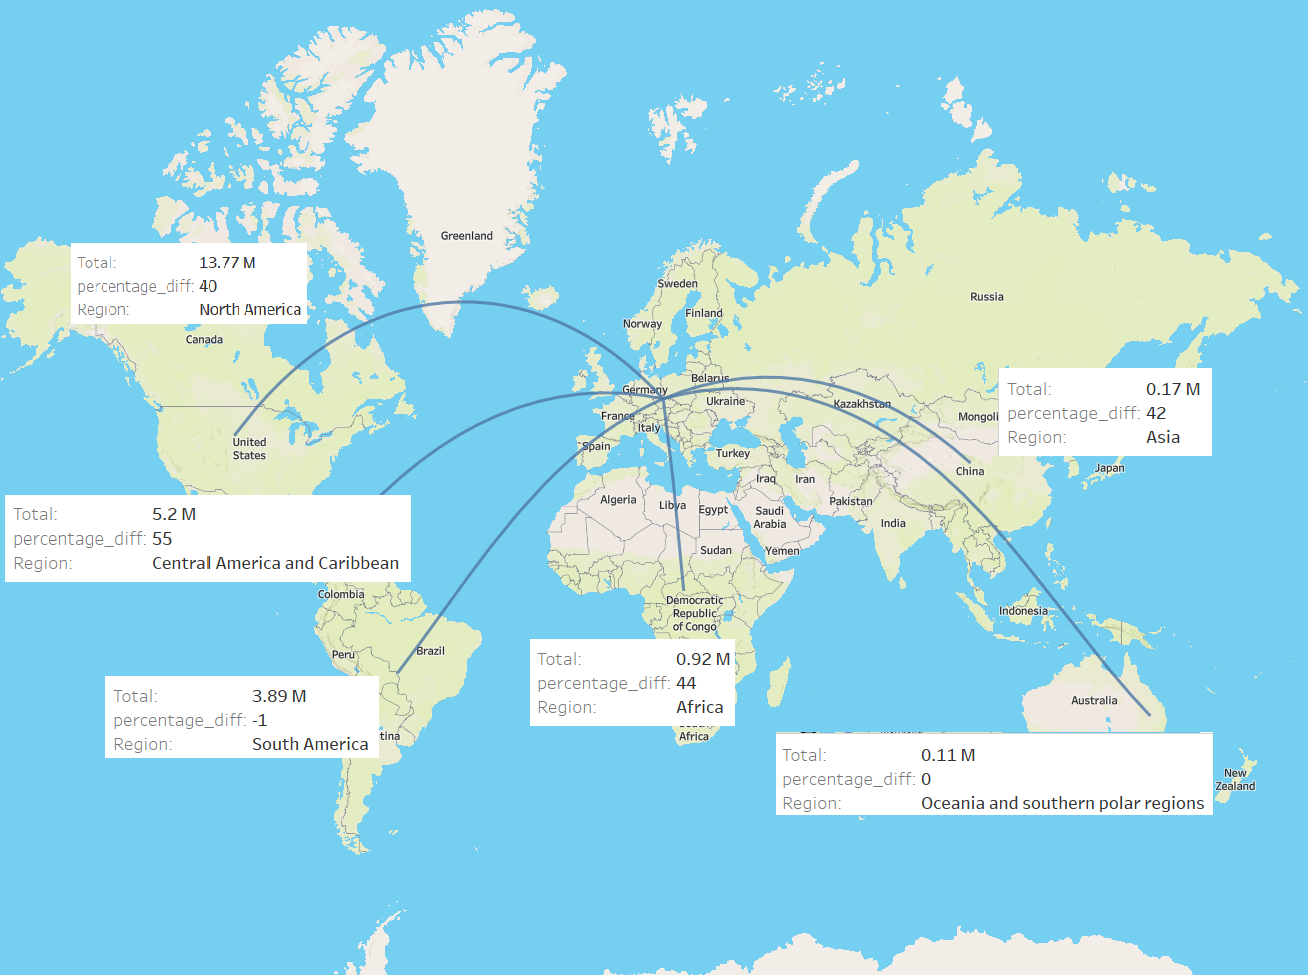 Greenland
Total: 13.77 M
percentage_diff: 40
Region: North America
Sweden
Russia
Finland
Norway
Canada
Belarus
Germany
Ukraine
Kazakhstan
France
Italy
Mongoli
Total: 0.17 M
percentage_diff: 42
Region: Asia
United
States
Spain
Turkey
China
Japan
Iraq
Iran
Algeria
Libya
Egypt
Pakistan
Saudi
Arabia
India
Total: 5.2 M
percentage_diff: 55
Region: Central America and Caribbean
Sudan
Yemen
Colombia
Democratic
Republic
of Congo
Indonesia
Peru
Brazil
Total: 0.92 M
percentage_diff: 44
Region: Africa
Total: 3.89 M
percentage_diff: -1
Region: South America
tina
Africa
Australia
Total: 0.11 M
percentage_diff: 0
Region: Oceania and southern polar regions
New
Zealand